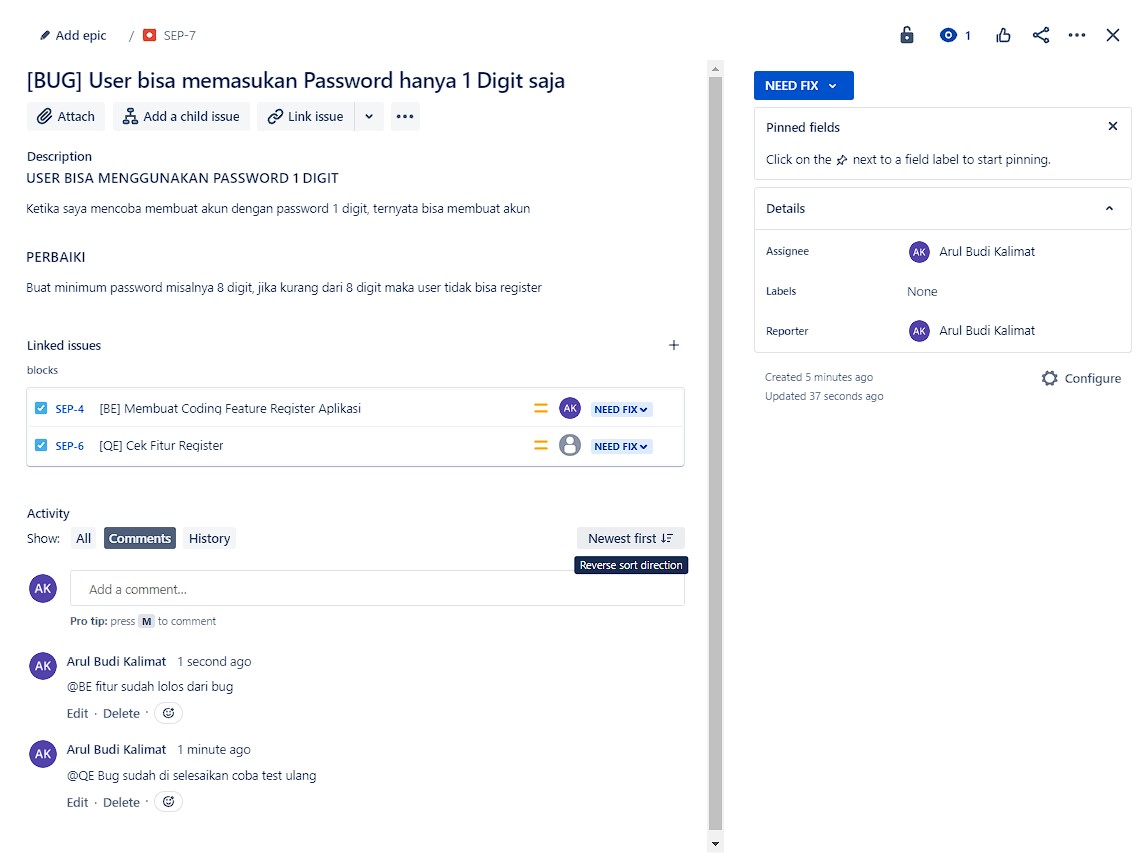 Add epic / SEP-7
1
[BUG] User bisa memasukan Password hanya 1 Digit saja
Attach
Add a child issue
Link issue
Description
USER BISA MENGGUNAKAN PASSWORD 1 DIGIT
Ketika saya mencoba membuat akun dengan password 1 digit, ternyata bisa membuat akun
PERBAIKI
Buat minimum password misalnya 8 digit, jika kurang dari 8 digit maka user tidak bisa register
Linked issues
blocks
SEP-4 [BE] Membuat Coding Feature Register Aplikasi AK NEED FIX
SEP-6 [QE] Cek Fitur Register NEED FIX
Activity
Show: All Comments History Newest first
Reverse sort direction
AK Add a comment...
Pro tip: press M to comment
AK Arul Budi Kalimat 1 second ago
@BE fitur sudah lolos dari bug
Edit · Delete ·
AK Arul Budi Kalimat 1 minute ago
@QE Bug sudah di selesaikan coba test ulang
Edit · Delete ·
NEED FIX
Pinned fields
Click on the next to a field label to start pinning.
Details
Assignee AK Arul Budi Kalimat
Labels None
Reporter AK Arul Budi Kalimat
Created 5 minutes ago
Configure
Updated 37 seconds ago